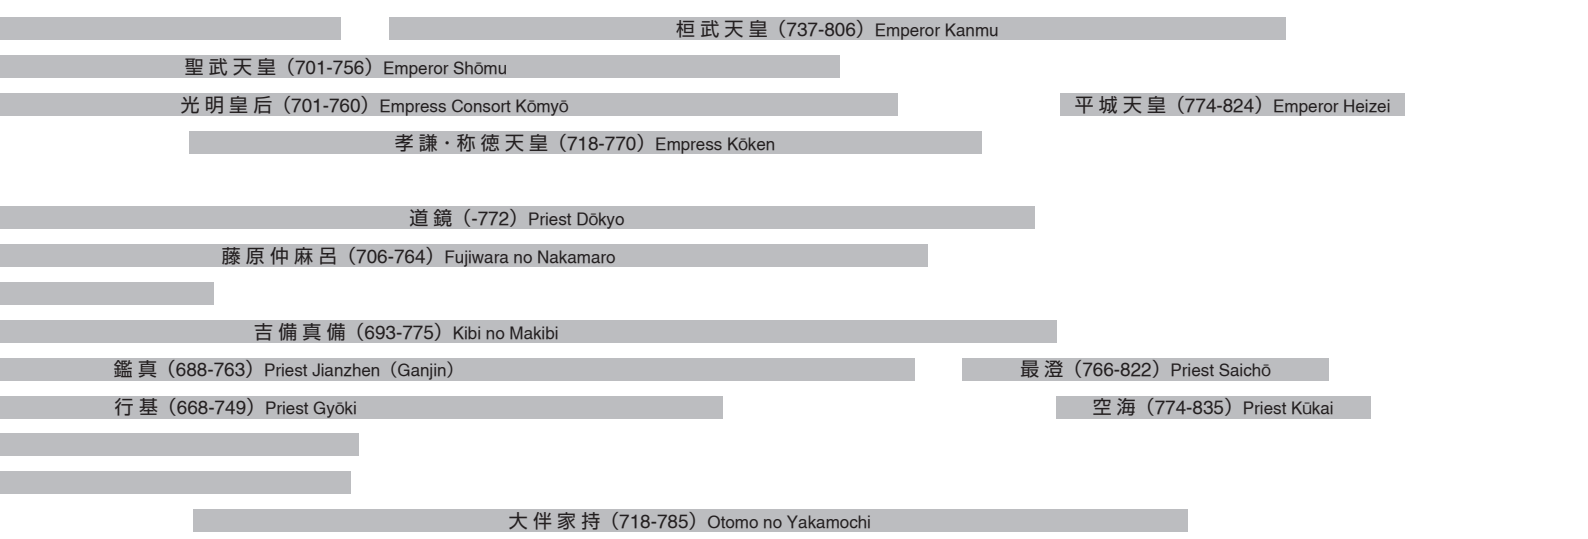 桓武天皇（737-806）Emperor Kanmu
聖武天皇（701-756）Emperor Shōmu
光明皇后（701-760）Empress Consort Kōmyō
平城天皇（774-824）Emperor Heizei
孝謙・称徳天皇（718-770）Empress Kōken
道鏡（-772）Priest Dōkyo
藤原仲麻呂（706-764）Fujiwara no Nakamaro
吉備真備（693-775）Kibi no Makibi
鑑真（688-763）Priest Jianzhen（Ganjin）
最澄（766-822）Priest Saichō
行基（668-749）Priest Gyōki
空海（774-835）Priest Kūkai
大伴家持（718-785）Otomo no Yakamochi